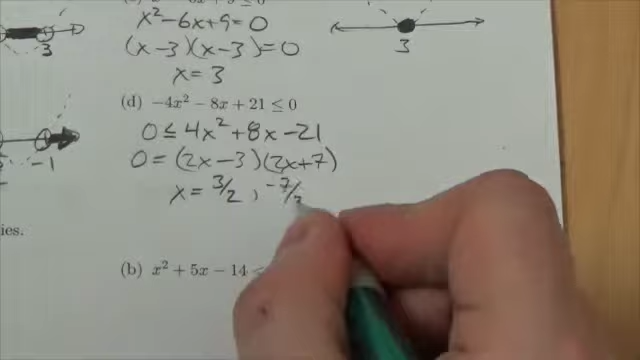 x² - 6x + 9 = 0
(x - 3)(x - 3) = 0
x = 3
3
3
(d) -4x² - 8x + 21 ≤ 0
0 ≤ 4x² + 8x - 21
0 = (2x - 3)(2x + 7)
x = 3/2, -7/2
-1
(b) x² + 5x - 14 <